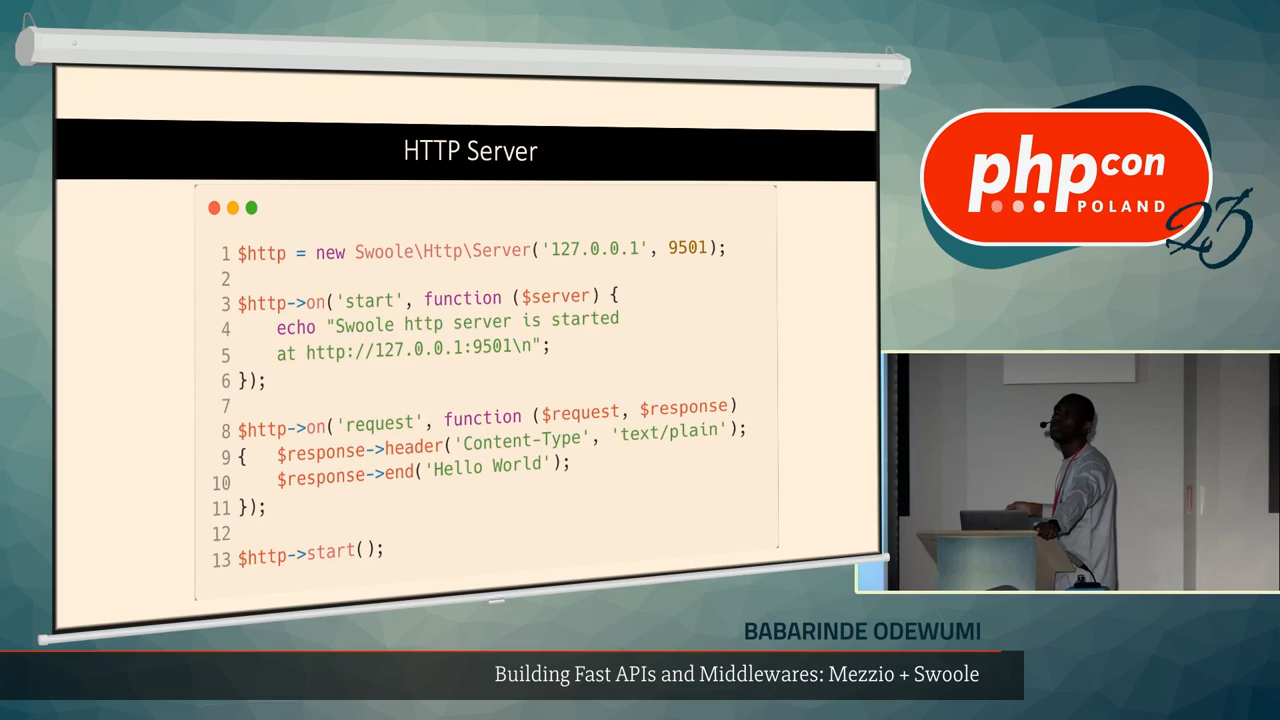 HTTP Server
1 $http = new Swoole\Http\Server('127.0.0.1', 9501);
2
3 $http->on('start', function ($server) {
4     echo "Swoole http server is started
5     at http://127.0.0.1:9501\n";
6 });
7
8 $http->on('request', function ($request, $response)
9 {   $response->header('Content-Type', 'text/plain');
10     $response->end('Hello World');
11 });
12
13 $http->start();
phpcon
POLAND
23
BABARINDE ODEWUMI
Building Fast APIs and Middlewares: Mezzio + Swoole